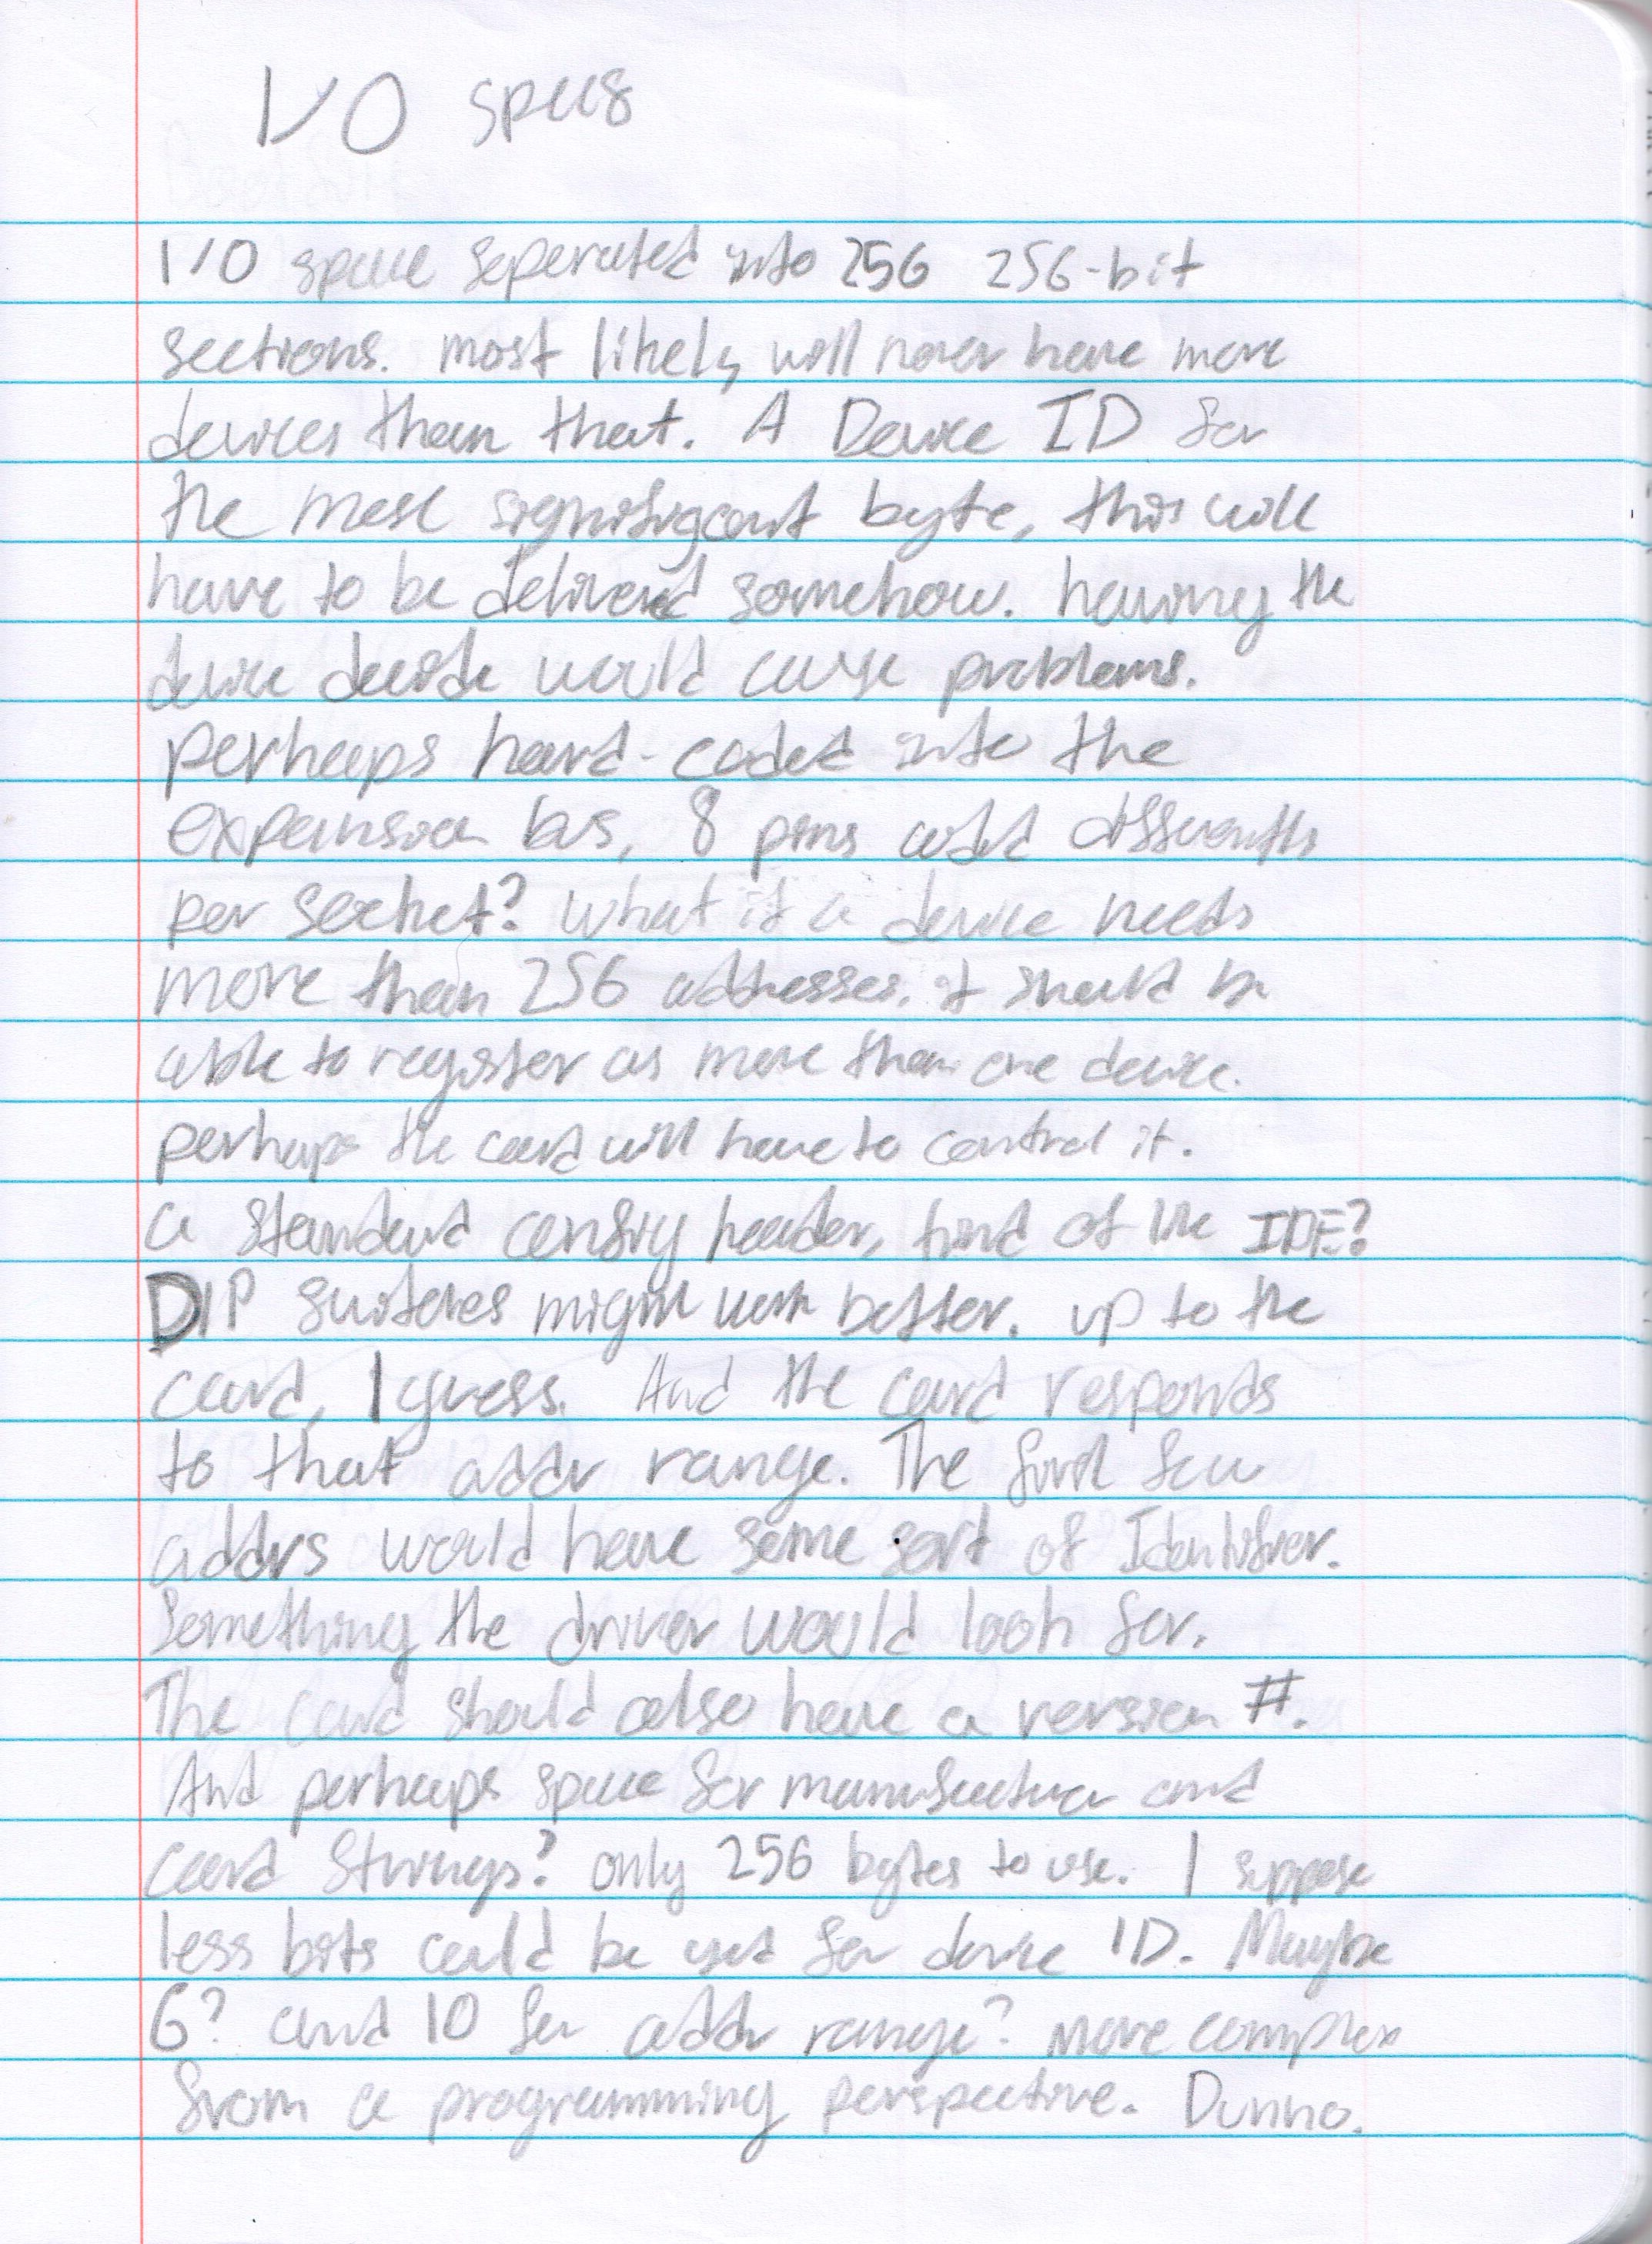 I/O specs
I/O space seperated into 256 256-bit
sections. most likely will never have more
devices than that. A Device ID for
the most signifigcant byte, this will
have to be delivered somehow. having the
device decide would cause problems.
perhaps hard-coded into the
expansion bus, 8 pins coded differently
per socket? What if a device needs
more than 256 addresses, it should be
able to register as more than one device.
perhaps the card will have to control it.
a standard config header, kind of like IDE?
DIP switches might work better. up to the
card, I guess. And the card responds
to that addr range. The first few
addrs would have some sort of Identifier.
Something the driver would look for.
The card should also have a version #.
And perhaps space for manufacturer and
card strings? only 256 bytes to use. I suppose
less bits could be used for device ID. Maybe
6? and 10 for addr range? more complex
from a programming perspective. Dunno.